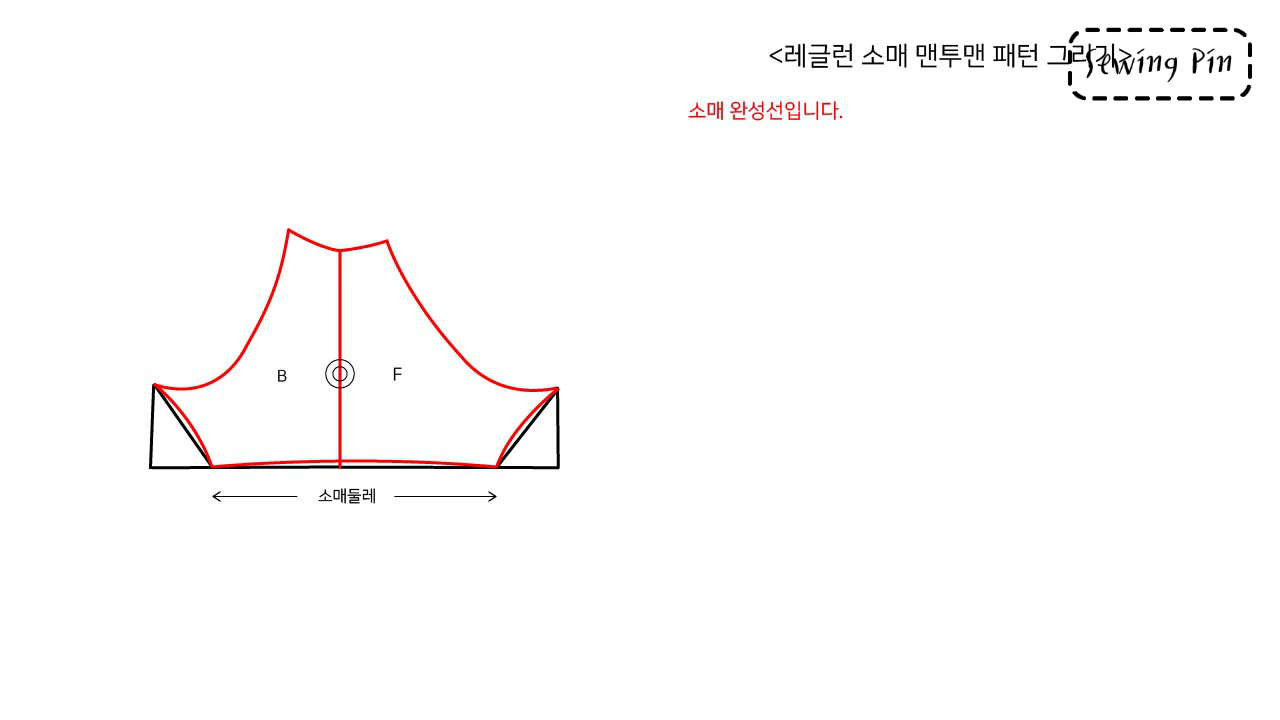 <레글런 소매 맨투맨 패턴 그리기>
Sewing Pin
소매 완성선입니다.
B
F
소매둘레